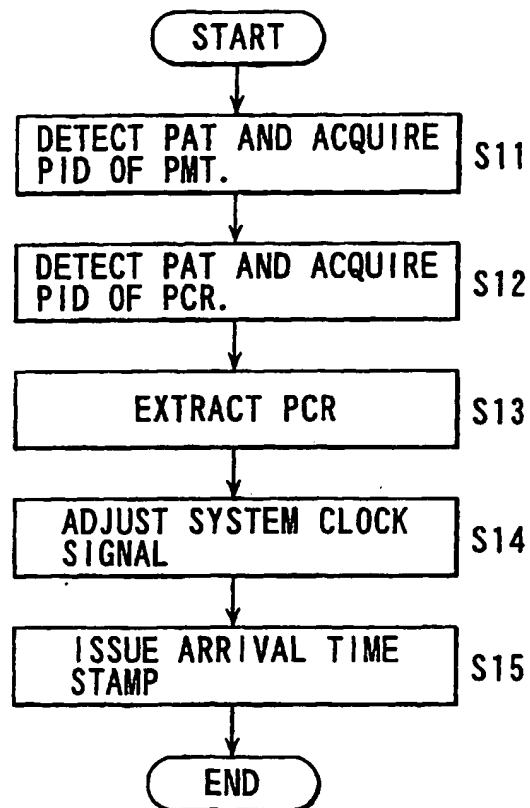 START
DETECT PAT AND ACQUIRE
PID OF PMT.
S11
DETECT PAT AND ACQUIRE
PID OF PCR.
S12
EXTRACT PCR
S13
ADJUST SYSTEM CLOCK
SIGNAL
S14
ISSUE ARRIVAL TIME
STAMP
S15
END